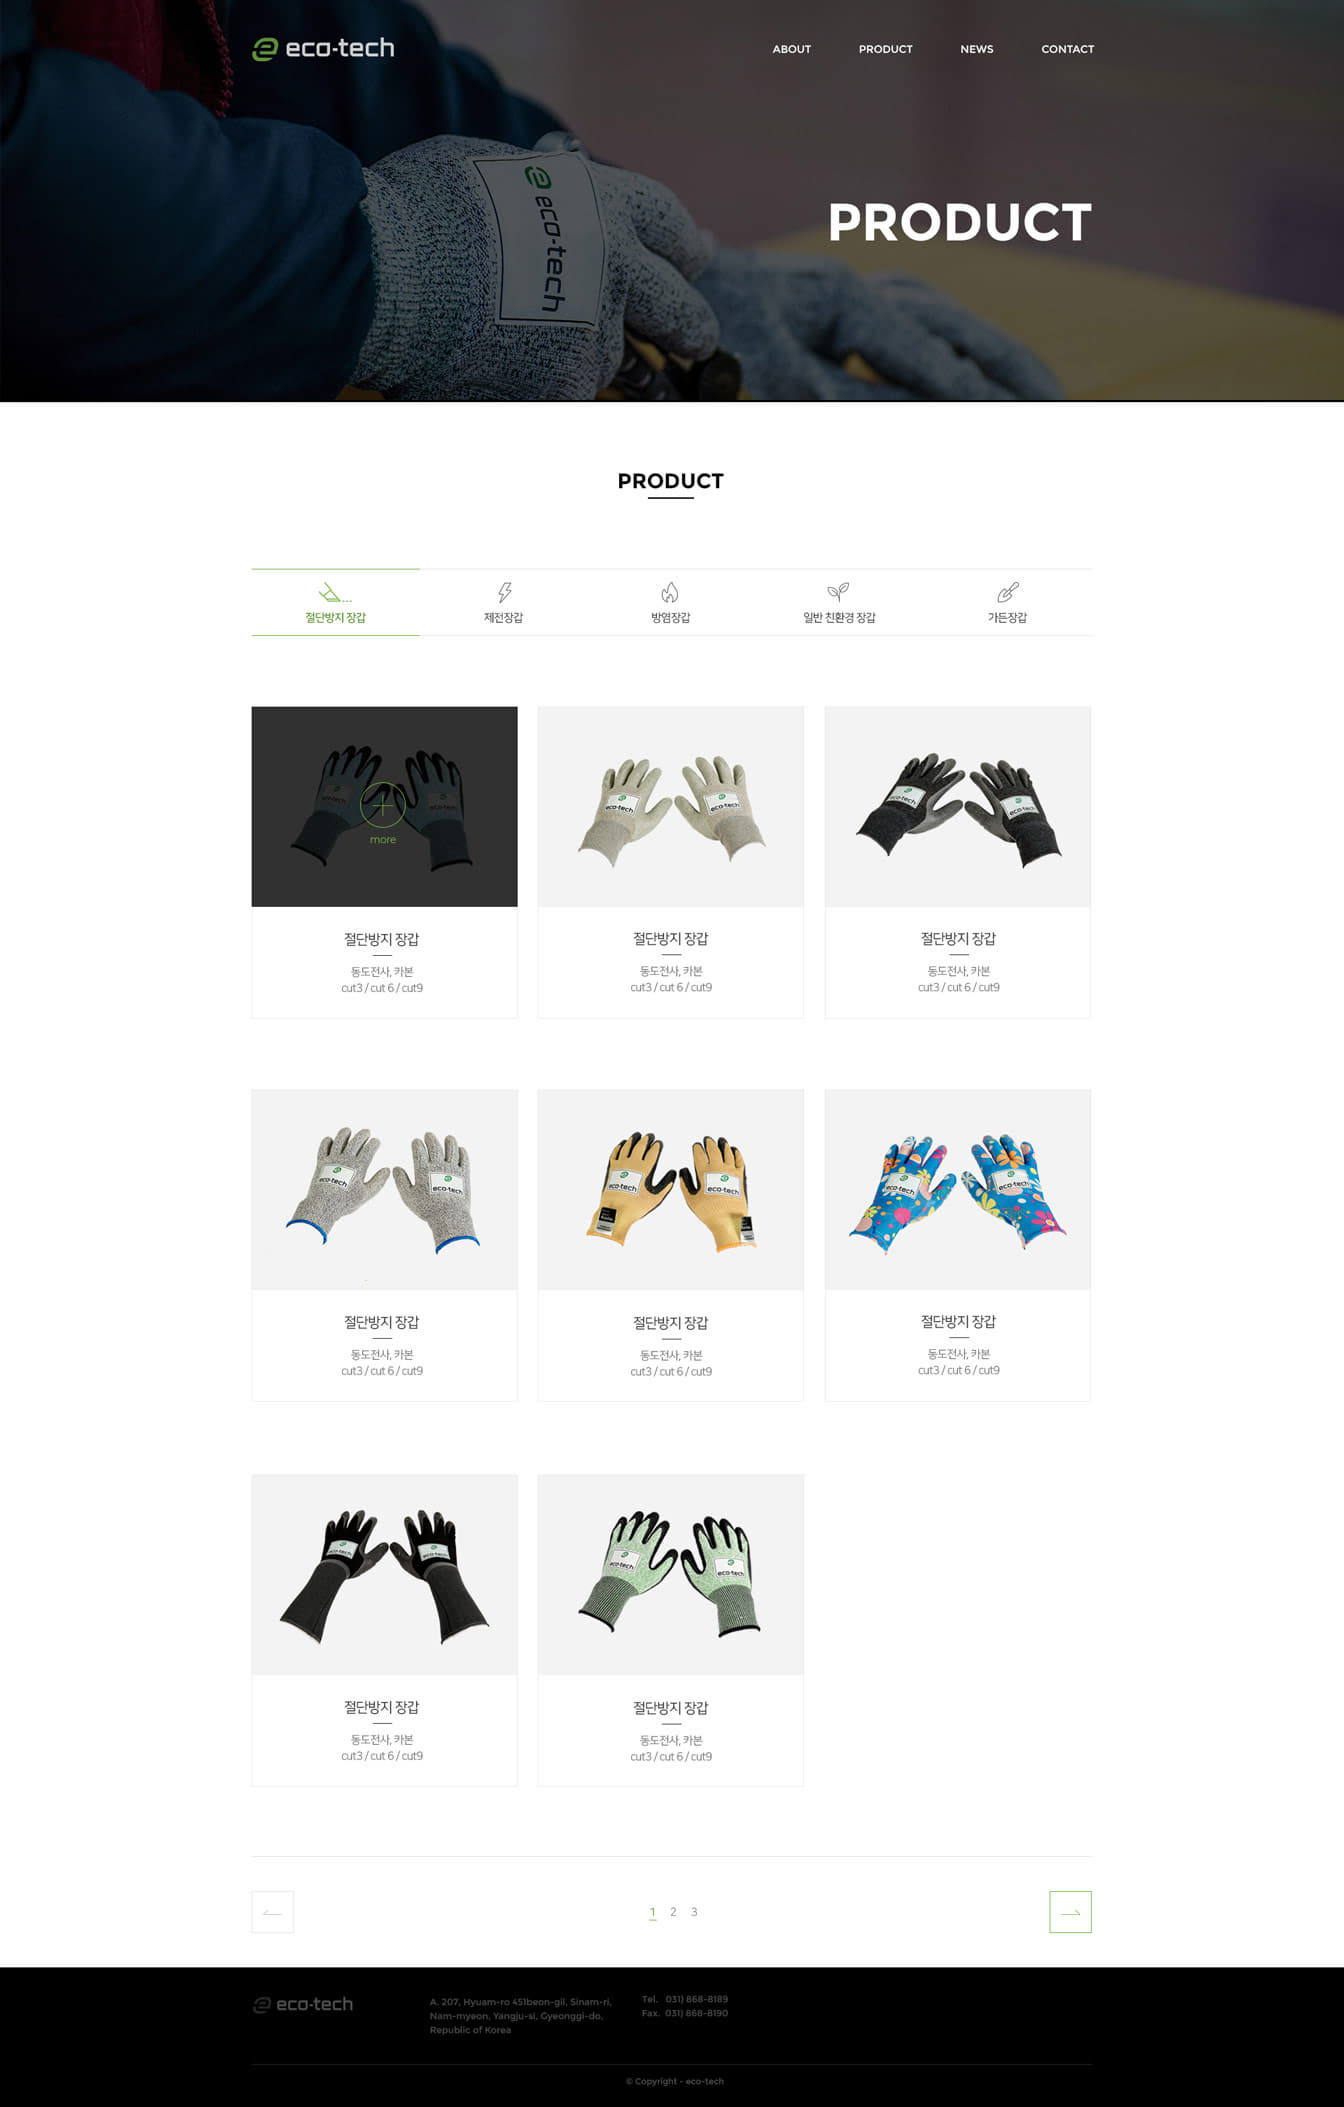 eco-tech
ABOUT
PRODUCT
NEWS
CONTACT
eco-tech
PRODUCT
PRODUCT
절단방지 장갑
제전장갑
방염장갑
일반 친환경 장갑
가든장갑
eco-tech
eco-tech
more
eco-tech
eco-tech
eco-tech
eco-tech
절단방지 장갑
동도전사, 카본
cut3 / cut 6 / cut9
절단방지 장갑
동도전사, 카본
cut3 / cut 6 / cut9
절단방지 장갑
동도전사, 카본
cut3 / cut 6 / cut9
eco-tech
eco-tech
eco-tech
eco-tech
eco-tech
eco-tech
절단방지 장갑
동도전사, 카본
cut3 / cut 6 / cut9
절단방지 장갑
동도전사, 카본
cut3 / cut 6 / cut9
절단방지 장갑
동도전사, 카본
cut3 / cut 6 / cut9
eco-tech
eco-tech
eco-tech
eco-tech
절단방지 장갑
동도전사, 카본
cut3 / cut 6 / cut9
절단방지 장갑
동도전사, 카본
cut3 / cut 6 / cut9
1 2 3
eco-tech
A. 207, Hyuam-ro 451beon-gil, Sinam-ri,
Nam-myeon, Yangju-si, Gyeonggi-do,
Republic of Korea
Tel. 031) 868-8189
Fax. 031) 868-8190
© Copyright - eco-tech